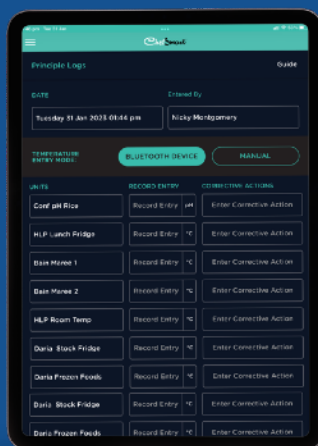 Tue 31 Jan
Principle Logs Guide
DATE Entered By
Tuesday 31 Jan 2023 01:44 pm Nicky Montgomery
TEMPERATURE
ENTRY MODE: BLUETOOTH DEVICE MANUAL
UNITS RECORD ENTRY CORRECTIVE ACTIONS
Conf pH Rice Record Entry pH Enter Corrective Action
HLP Lunch Fridge Record Entry °C Enter Corrective Action
Bain Maree 1 Record Entry °C Enter Corrective Action
Bain Maree 2 Record Entry °C Enter Corrective Action
HLP Room Temp Record Entry °C Enter Corrective Action
Daria Stock Fridge Record Entry °C Enter Corrective Action
Daria Frozen Foods Record Entry °C Enter Corrective Action
Daria Stock Fridge Record Entry °C Enter Corrective Action
Daria Frozen Foods Record Entry °C Enter Corrective Action